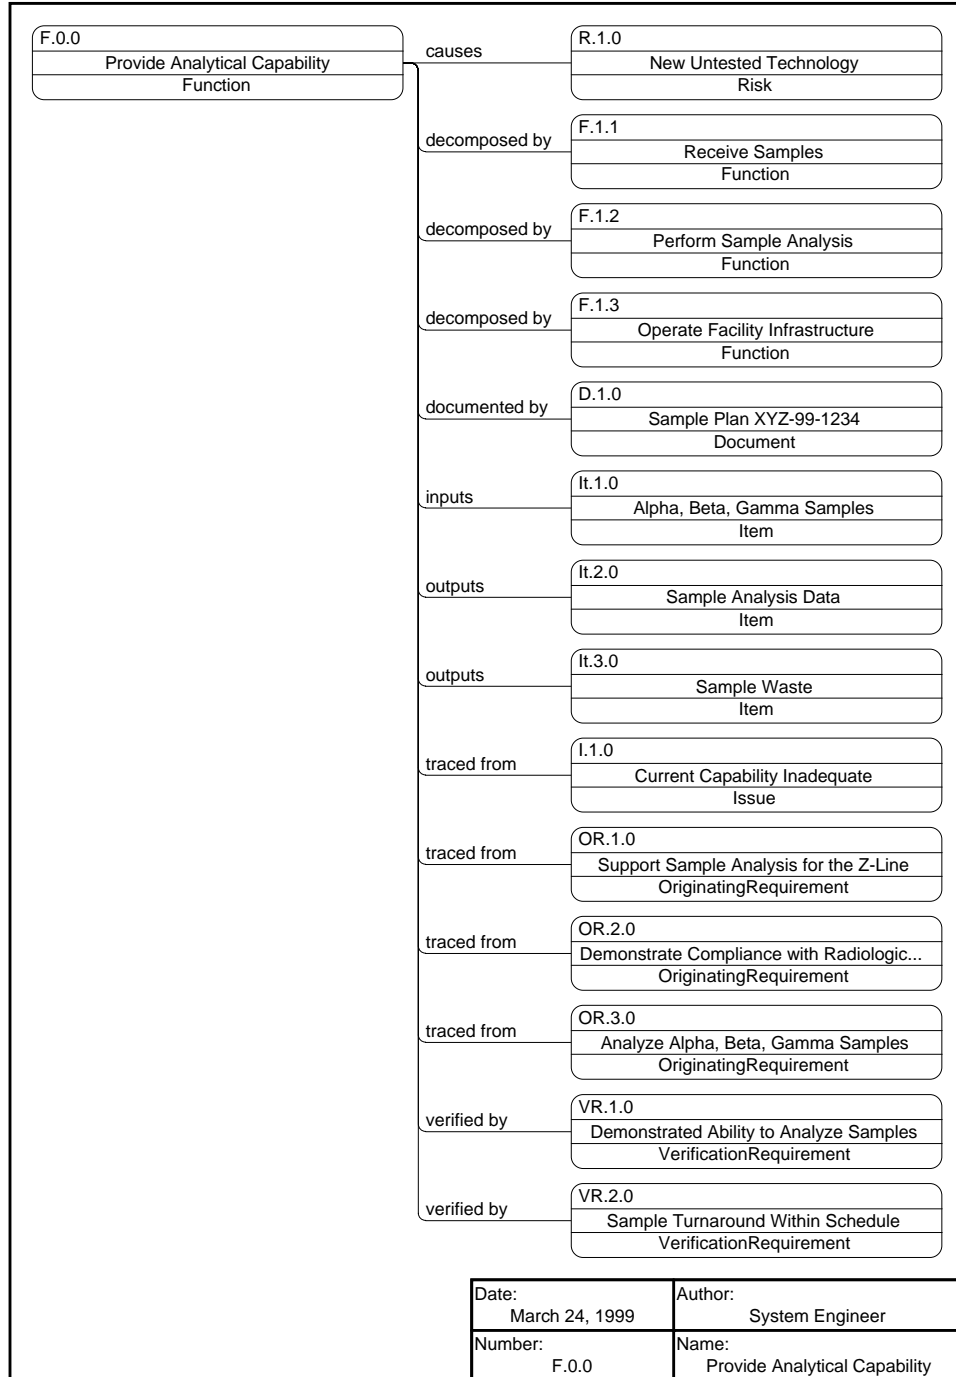 F.0.0
Provide Analytical Capability
Function
causes
R.1.0
New Untested Technology
Risk
decomposed by
F.1.1
Receive Samples
Function
decomposed by
F.1.2
Perform Sample Analysis
Function
decomposed by
F.1.3
Operate Facility Infrastructure
Function
documented by
D.1.0
Sample Plan XYZ-99-1234
Document
inputs
It.1.0
Alpha, Beta, Gamma Samples
Item
outputs
It.2.0
Sample Analysis Data
Item
outputs
It.3.0
Sample Waste
Item
traced from
I.1.0
Current Capability Inadequate
Issue
traced from
OR.1.0
Support Sample Analysis for the Z-Line
OriginatingRequirement
traced from
OR.2.0
Demonstrate Compliance with Radiologic...
OriginatingRequirement
traced from
OR.3.0
Analyze Alpha, Beta, Gamma Samples
OriginatingRequirement
verified by
VR.1.0
Demonstrated Ability to Analyze Samples
VerificationRequirement
verified by
VR.2.0
Sample Turnaround Within Schedule
VerificationRequirement
Date:
March 24, 1999
Author:
System Engineer
Number:
F.0.0
Name:
Provide Analytical Capability